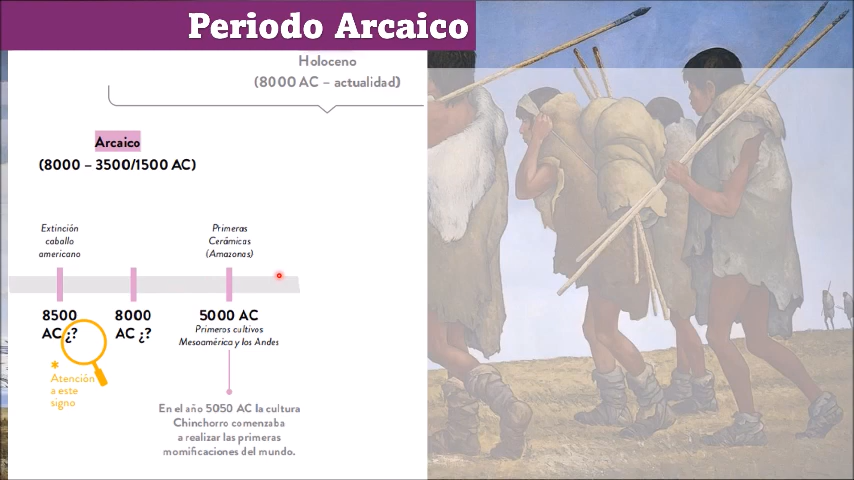 Periodo Arcaico
Holoceno
(8000 AC – actualidad)
Arcaico
(8000 – 3500/1500 AC)
Extinción
caballo
americano
Primeras
Cerámicas
(Amazonas)
8500
AC ¿?
8000
AC ¿?
5000 AC
Primeros cultivos
Mesoamérica y los Andes
*
Atención
a este
signo
En el año 5050 AC la cultura
Chinchorro comenzaba
a realizar las primeras
momificaciones del mundo.